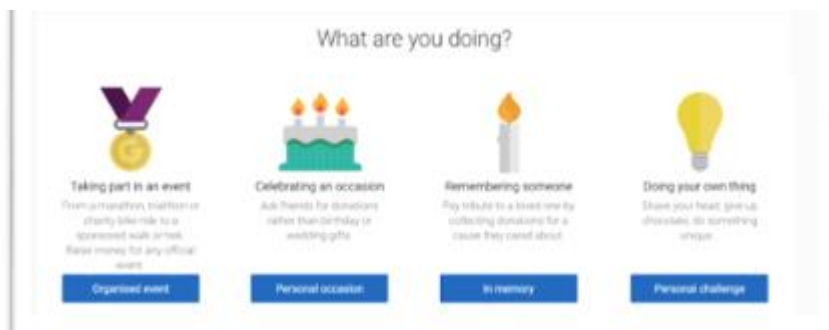 What are you doing?
Taking part in an event
From a marathon, triathlon or
charity bike ride to a
sponsored walk or trek.
Raise money for any official
event
Organised event
Celebrating an occasion
Ask friends for donations
rather than birthday or
wedding gifts
Personal occasion
Remembering someone
Pay tribute to a loved one by
collecting donations for a
cause they cared about
In memory
Doing your own thing
Shave your head, give up
chocolate, do something
unique
Personal challenge